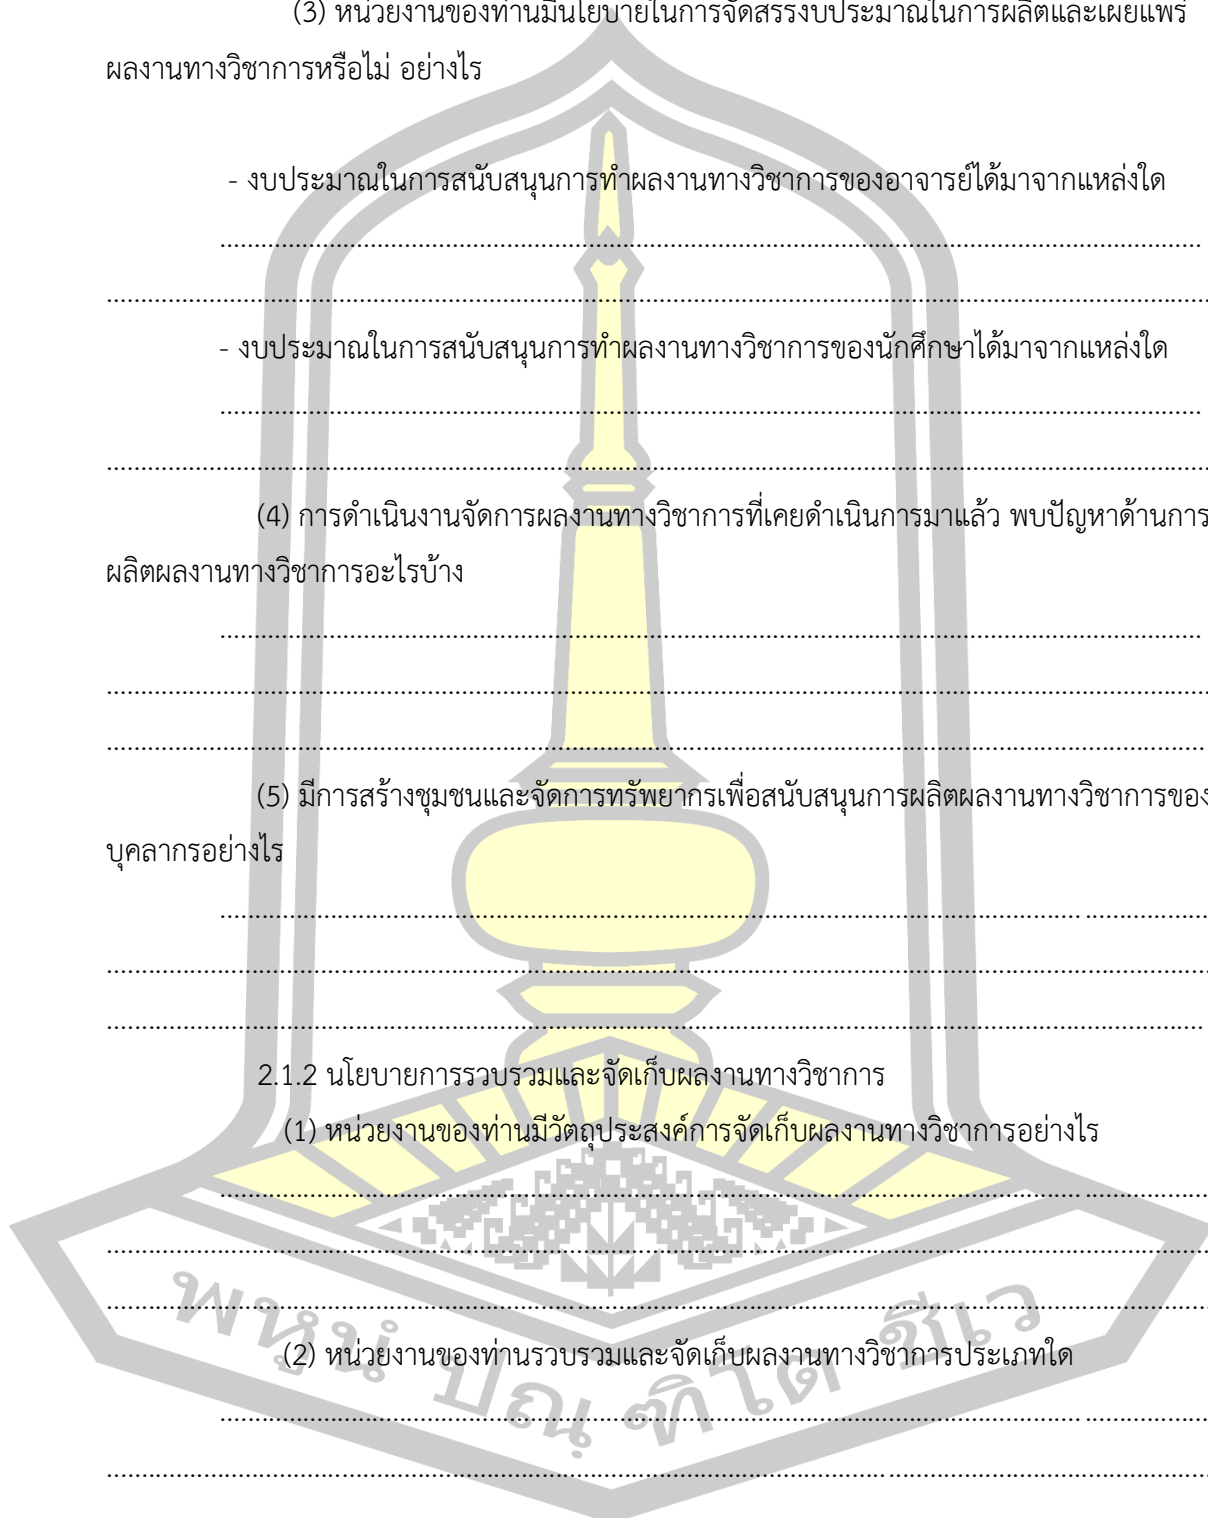 (3) หน่วยงานของท่านมีนโยบายในการจัดสรรงบประมาณในการผลิตและเผยแพร่
ผลงานทางวิชาการหรือไม่ อย่างไร
- งบประมาณในการสนับสนุนการทำผลงานทางวิชาการของอาจารย์ได้มาจากแหล่งใด
................................................................................................................................................
................................................................................................................................................................
- งบประมาณในการสนับสนุนการทำผลงานทางวิชาการของนักศึกษาได้มาจากแหล่งใด
................................................................................................................................................
................................................................................................................................................................
(4) การดำเนินงานจัดการผลงานทางวิชาการที่เคยดำเนินการมาแล้ว พบปัญหาด้านการ
ผลิตผลงานทางวิชาการอะไรบ้าง
................................................................................................................................................
................................................................................................................................................................
................................................................................................................................................................
(5) มีการสร้างชุมชนและจัดการทรัพยากรเพื่อสนับสนุนการผลิตผลงานทางวิชาการของ
บุคลากรอย่างไร
................................................................................................................................................
................................................................................................................................................................
................................................................................................................................................................
2.1.2 นโยบายการรวบรวมและจัดเก็บผลงานทางวิชาการ
(1) หน่วยงานของท่านมีวัตถุประสงค์การจัดเก็บผลงานทางวิชาการอย่างไร
................................................................................................................................................
................................................................................................................................................................
................................................................................................................................................................
(2) หน่วยงานของท่านรวบรวมและจัดเก็บผลงานทางวิชาการประเภทใด
................................................................................................................................................
................................................................................................................................................................
พหูนํ ปณฺฑิโต ชีเว